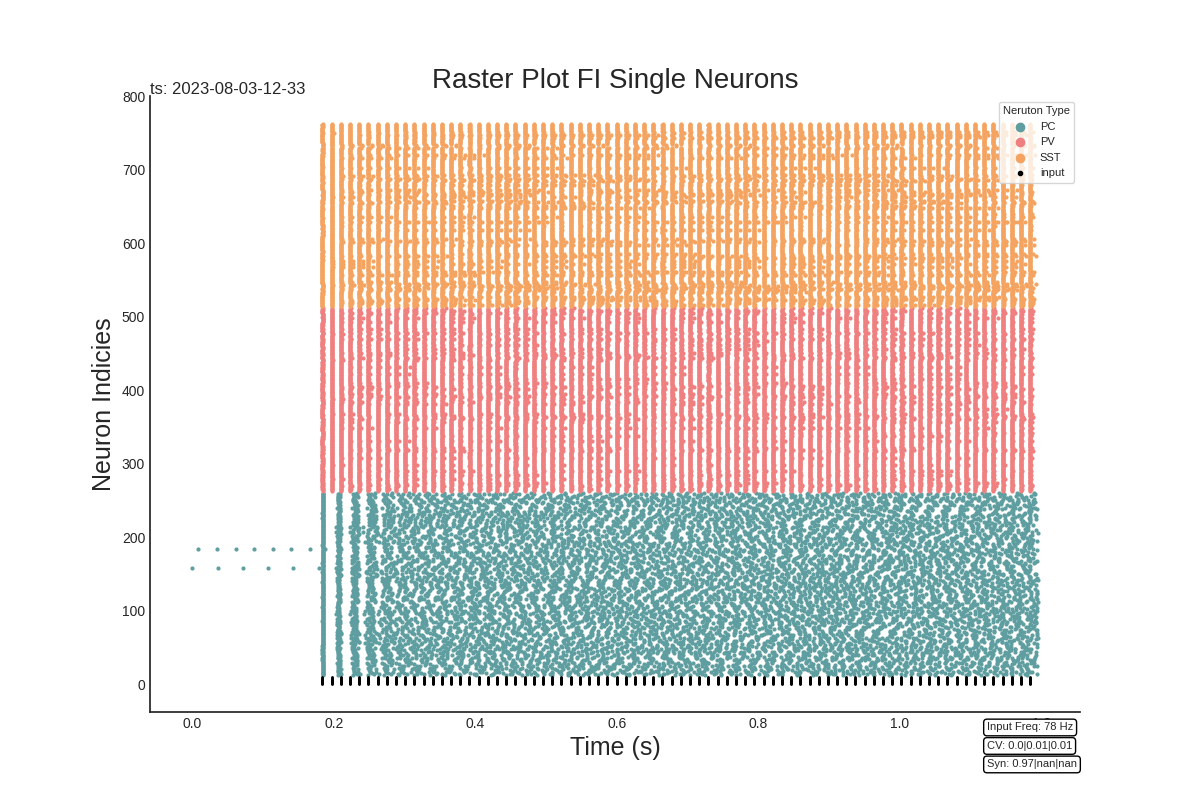 Raster Plot FI Single Neurons
ts: 2023-08-03-12-33
Neruton Type
PC
PV
SST
input
Neuron Indicies
800
700
600
500
400
300
200
100
0
0.0
0.2
0.4
0.6
0.8
1.0
Time (s)
Input Freq: 78 Hz
CV: 0.0|0.01|0.01
Syn: 0.97|nan|nan